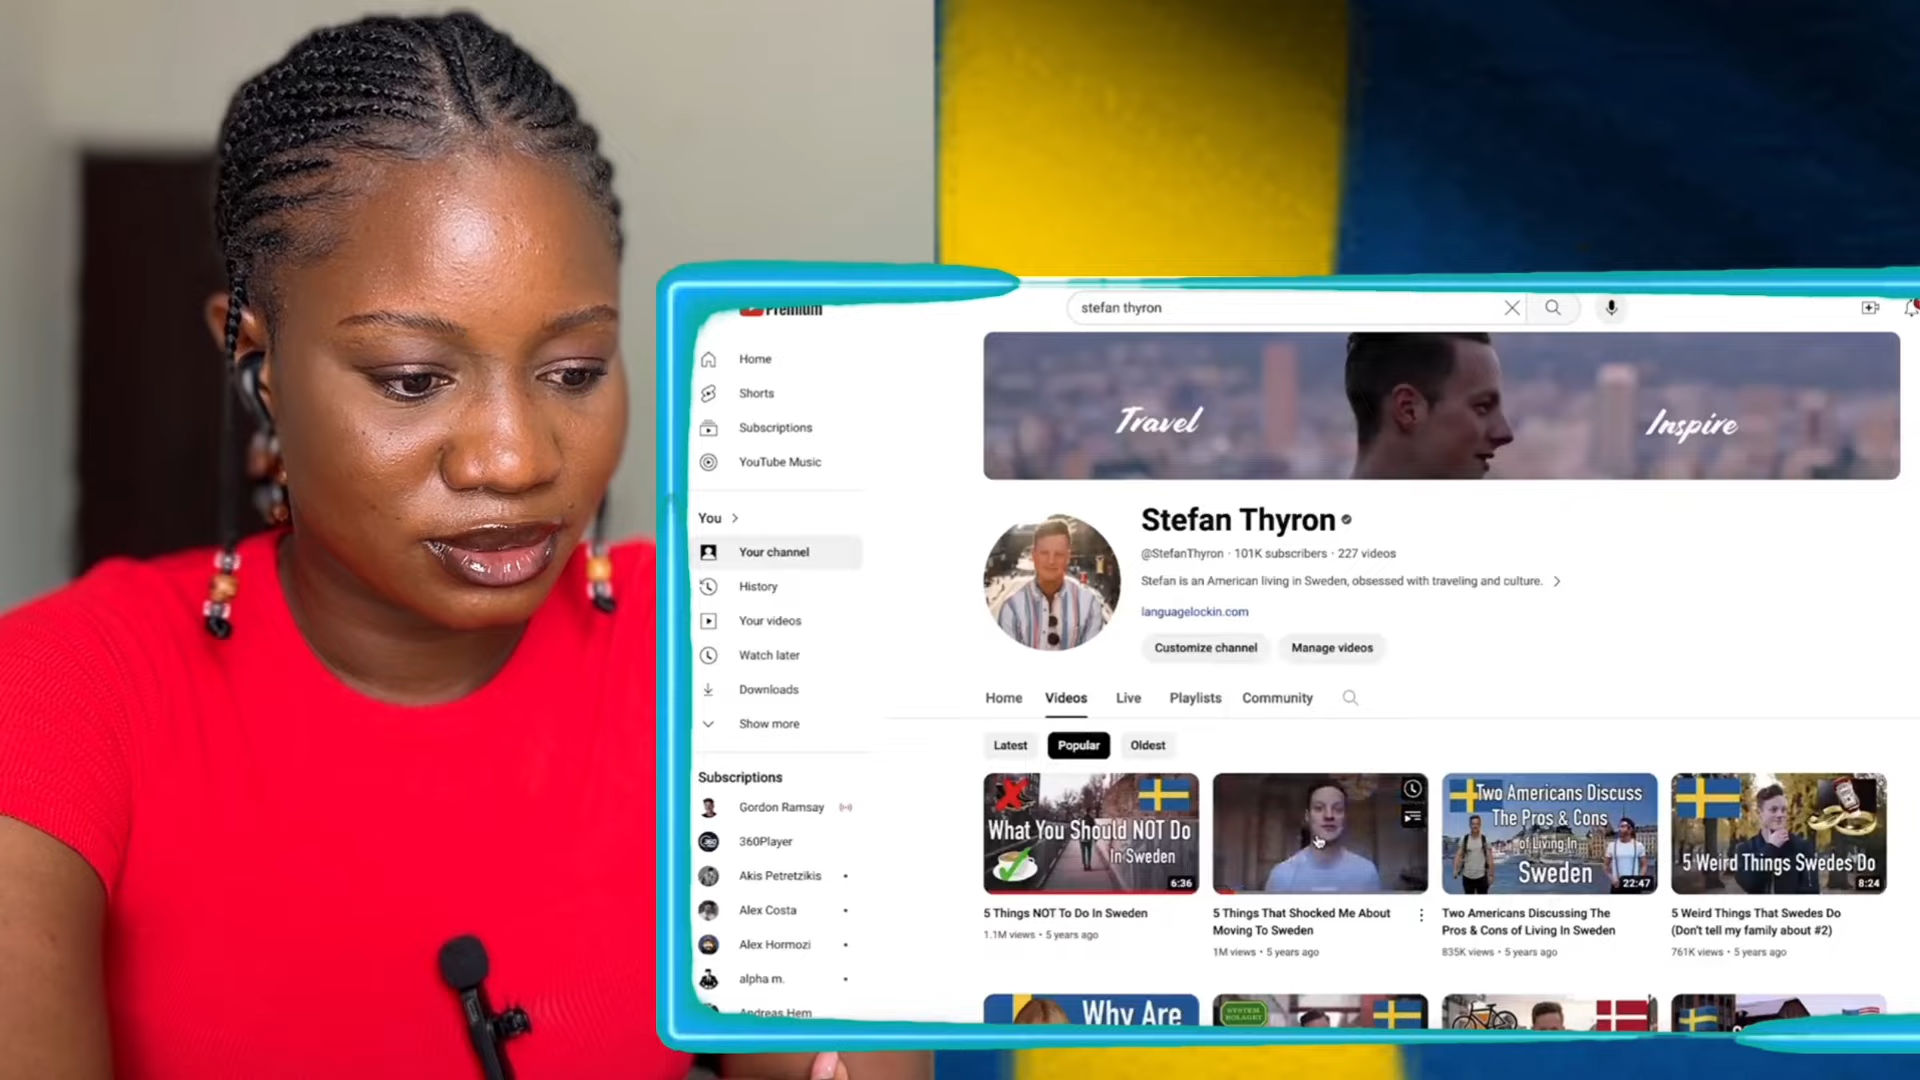 Premium
stefan thyron
Home
Shorts
Subscriptions
YouTube Music
You
Your channel
History
Your videos
Watch later
Downloads
Show more
Subscriptions
Gordon Ramsay
360Player
Akis Petretzikis
Alex Costa
Alex Hormozi
alpha m.
Andreas Hem
Travel
Inspire
Stefan Thyron
@StefanThyron · 101K subscribers · 227 videos
Stefan is an American living in Sweden, obsessed with traveling and culture.
languagelockin.com
Customize channel
Manage videos
Home
Videos
Live
Playlists
Community
Latest
Popular
Oldest
What You Should NOT Do
In Sweden
6:36
5 Things NOT To Do In Sweden
1.1M views • 5 years ago
5 Things That Shocked Me About
Moving To Sweden
1M views • 5 years ago
Two Americans Discuss
The Pros & Cons
of Living In
Sweden
22:47
Two Americans Discussing The
Pros & Cons of Living In Sweden
835K views • 5 years ago
5 Weird Things Swedes Do
8:24
5 Weird Things That Swedes Do
(Don't tell my family about #2)
761K views • 5 years ago
Why Are
SYSTEM
BOLAGET